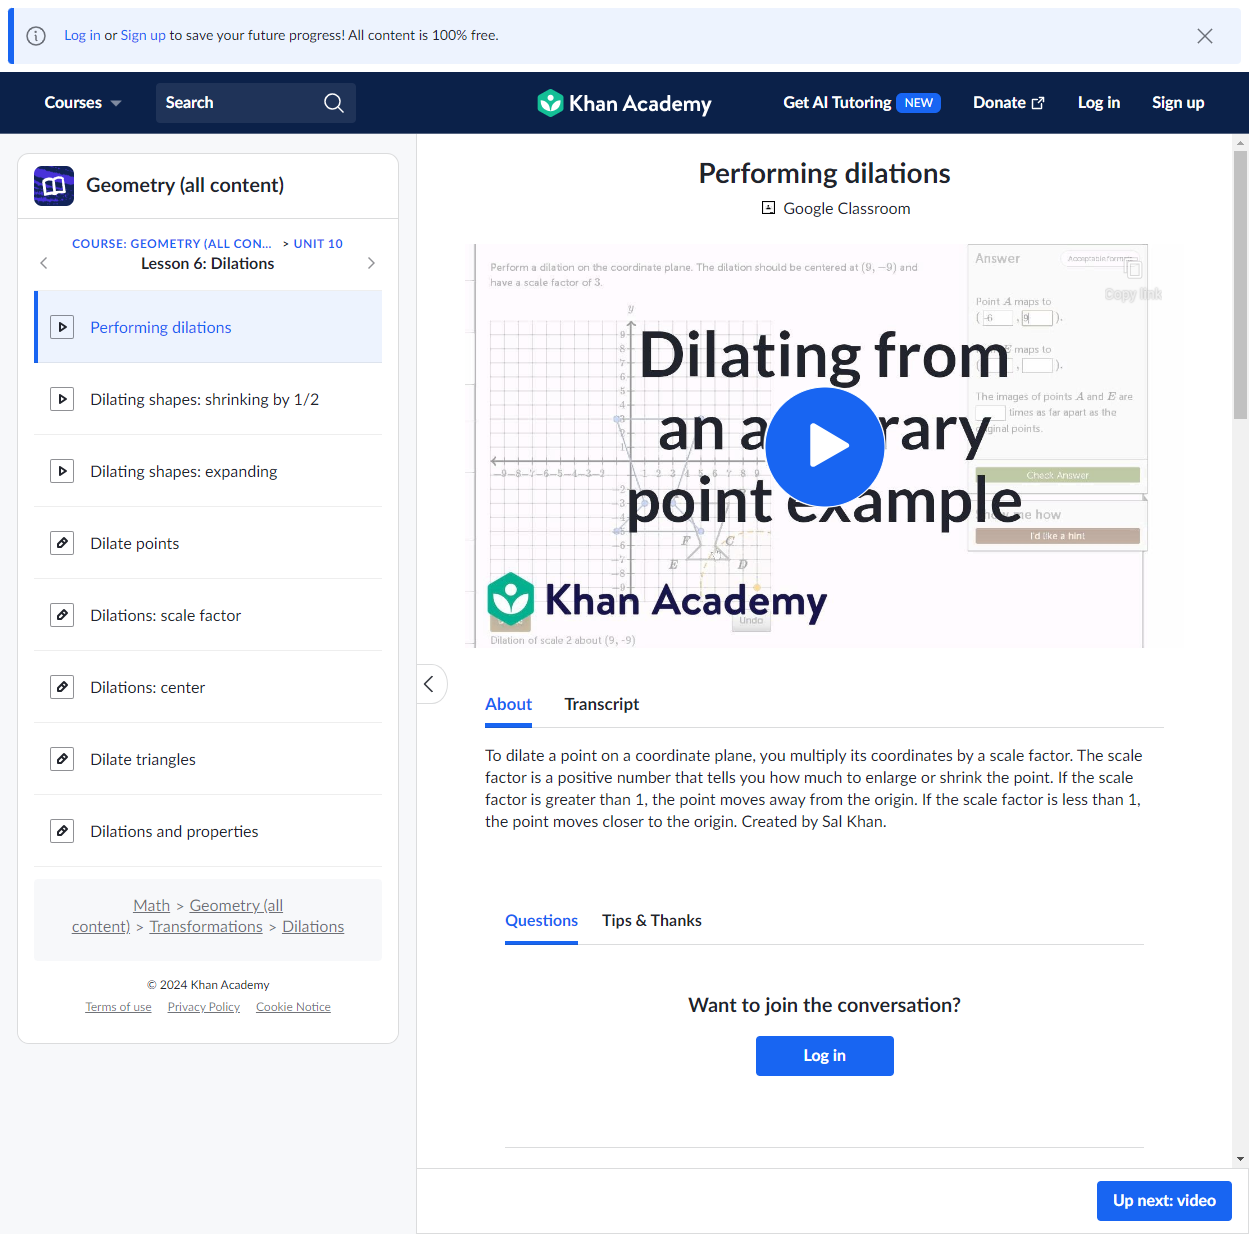 Log in or Sign up to save your future progress! All content is 100% free.
Courses
Search
Khan Academy
Get AI Tutoring NEW
Donate
Log in
Sign up
Geometry (all content)
COURSE: GEOMETRY (ALL CON... > UNIT 10
Lesson 6: Dilations
Performing dilations
Dilating shapes: shrinking by 1/2
Dilating shapes: expanding
Dilate points
Dilations: scale factor
Dilations: center
Dilate triangles
Dilations and properties
Math > Geometry (all
content) > Transformations > Dilations
© 2024 Khan Academy
Terms of use Privacy Policy Cookie Notice
Performing dilations
Google Classroom
Perform a dilation on the coordinate plane. The dilation should be centered at (9, −9) and
have a scale factor of 3.
Answer
Copy link
Point A maps to
( -6 , 9 ).
E maps to
( , ).
The images of points A and E are
times as far apart as the
original points.
Check Answer
me how
I'd like a hint
Dilating from
an a rary
point example
y
F C
E D
Khan Academy
Undo
Dilation of scale 2 about (9, -9)
About
Transcript
To dilate a point on a coordinate plane, you multiply its coordinates by a scale factor. The scale
factor is a positive number that tells you how much to enlarge or shrink the point. If the scale
factor is greater than 1, the point moves away from the origin. If the scale factor is less than 1,
the point moves closer to the origin. Created by Sal Khan.
Questions
Tips & Thanks
Want to join the conversation?
Log in
Up next: video